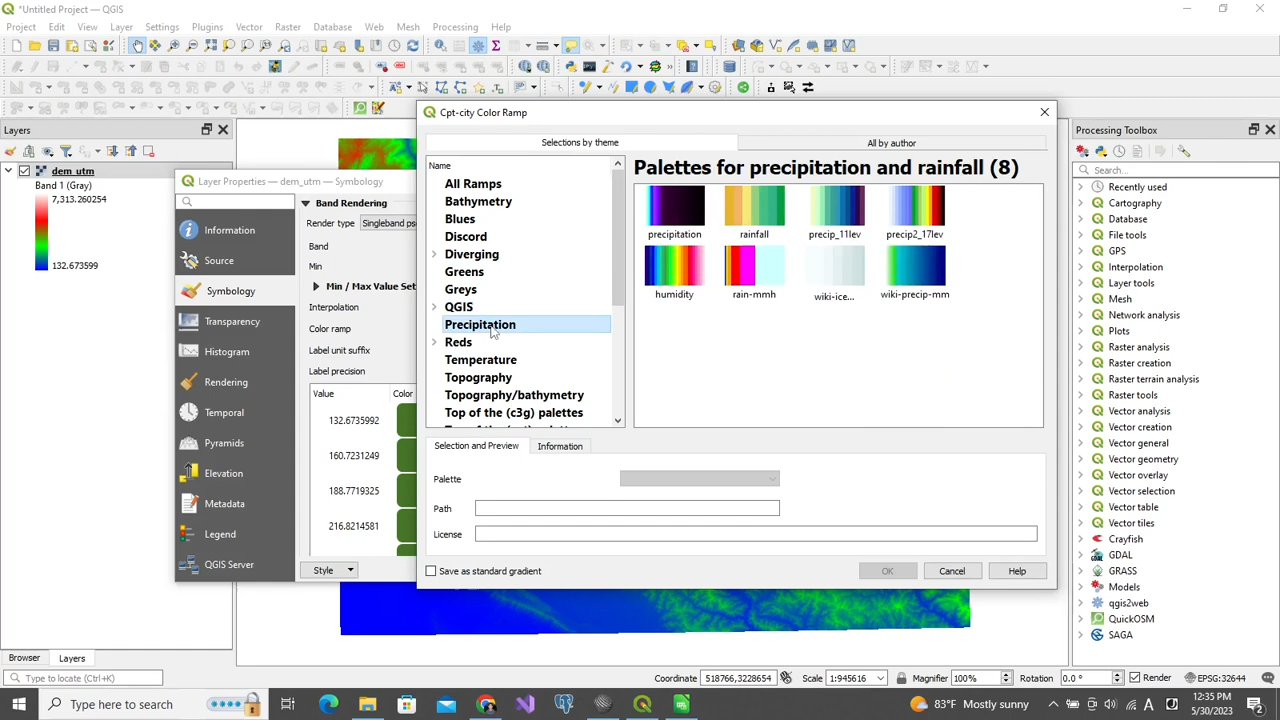 *Untitled Project — QGIS
Project Edit View Layer Settings Plugins Vector Raster Database Web Mesh Processing Help
Layers
dem_utm
Band 1 (Gray)
7,313.260254
132.673599
Layer Properties — dem_utm — Symbology
Information
Source
Symbology
Transparency
Histogram
Rendering
Temporal
Pyramids
Elevation
Metadata
Legend
QGIS Server
Band Rendering
Render type Singleband ps
Band
Min
Min / Max Value Set
Interpolation
Color ramp
Label unit suffix
Label precision
Value Color
132.6735992
160.7231249
188.7719325
216.8214581
Style
Cpt-city Color Ramp
Selections by theme All by author
Name
All Ramps
Bathymetry
Blues
Discord
Diverging
Greens
Greys
QGIS
Precipitation
Reds
Temperature
Topography
Topography/bathymetry
Top of the (c3g) palettes
Palettes for precipitation and rainfall (8)
precipitation rainfall precip_11lev precip2_17lev
humidity rain-mmh wiki-ice... wiki-precip-mm
Selection and Preview Information
Palette
Path
License
Save as standard gradient
OK Cancel Help
Processing Toolbox
Search...
Recently used
Cartography
Database
File tools
GPS
Interpolation
Layer tools
Mesh
Network analysis
Plots
Raster analysis
Raster creation
Raster terrain analysis
Raster tools
Vector analysis
Vector creation
Vector general
Vector geometry
Vector overlay
Vector selection
Vector table
Vector tiles
Crayfish
GDAL
GRASS
Models
qgis2web
QuickOSM
SAGA
Browser Layers
Type to locate (Ctrl+K)
Coordinate 518766,3228654 Scale 1:945616 Magnifier 100% Rotation 0.0 ° Render EPSG:32644
Type here to search
83°F Mostly sunny
12:35 PM
5/30/2023
2